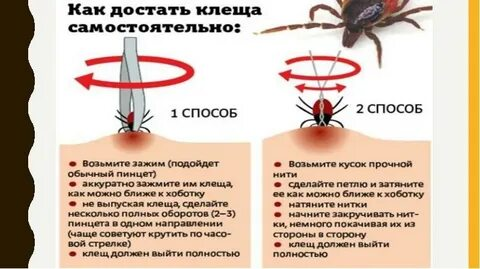 Как достать клеща
самостоятельно:
1 СПОСОБ
● Возьмите зажим (подойдет
обычный пинцет)
● аккуратно зажмите им клеща,
как можно ближе к хоботку
● не выпуская клеща, сделайте
несколько полных оборотов (2–3)
пинцета в одном направлении
(чаще советуют крутить по часо-
вой стрелке)
● клещ должен выйти полностью
2 СПОСОБ
● Возьмите кусок прочной
нити
● сделайте петлю и затяните
ее как можно ближе к хоботку
● натяните нитки
● начните закручивать нит-
ки, немного покачивая их из
стороны в сторону
● клещ должен выйти
полностью